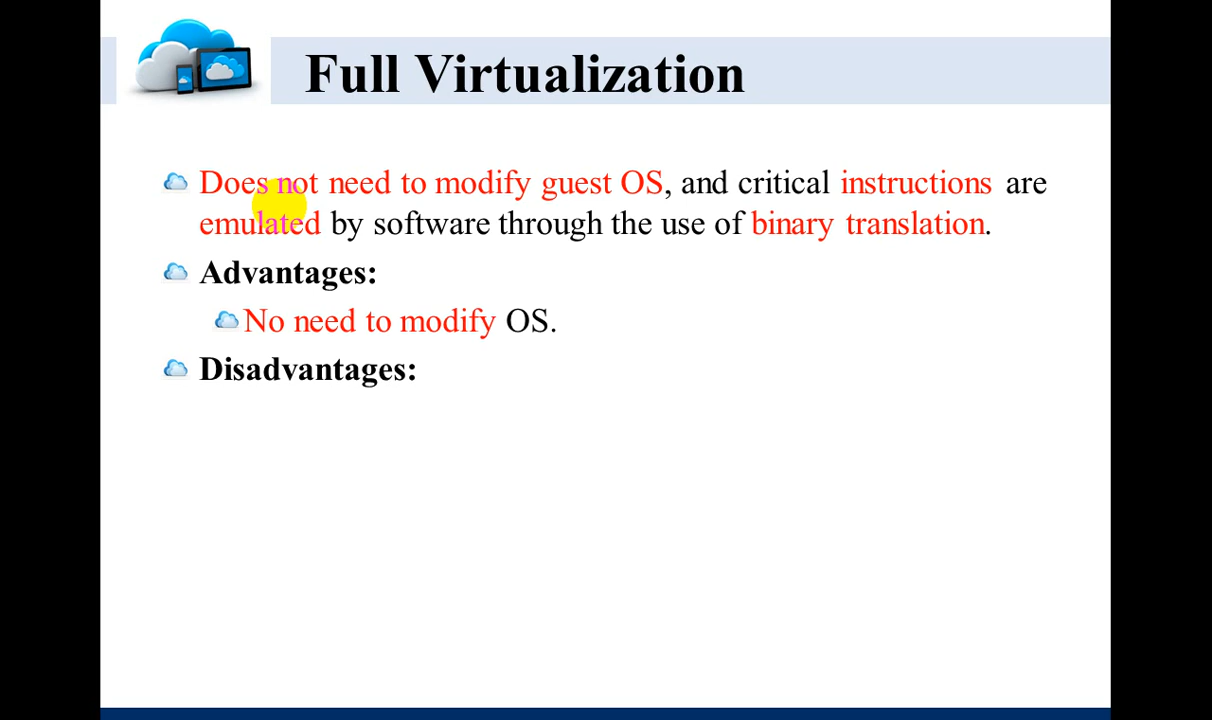 Full Virtualization
Does not need to modify guest OS, and critical instructions are
emulated by software through the use of binary translation.
Advantages:
No need to modify OS.
Disadvantages: